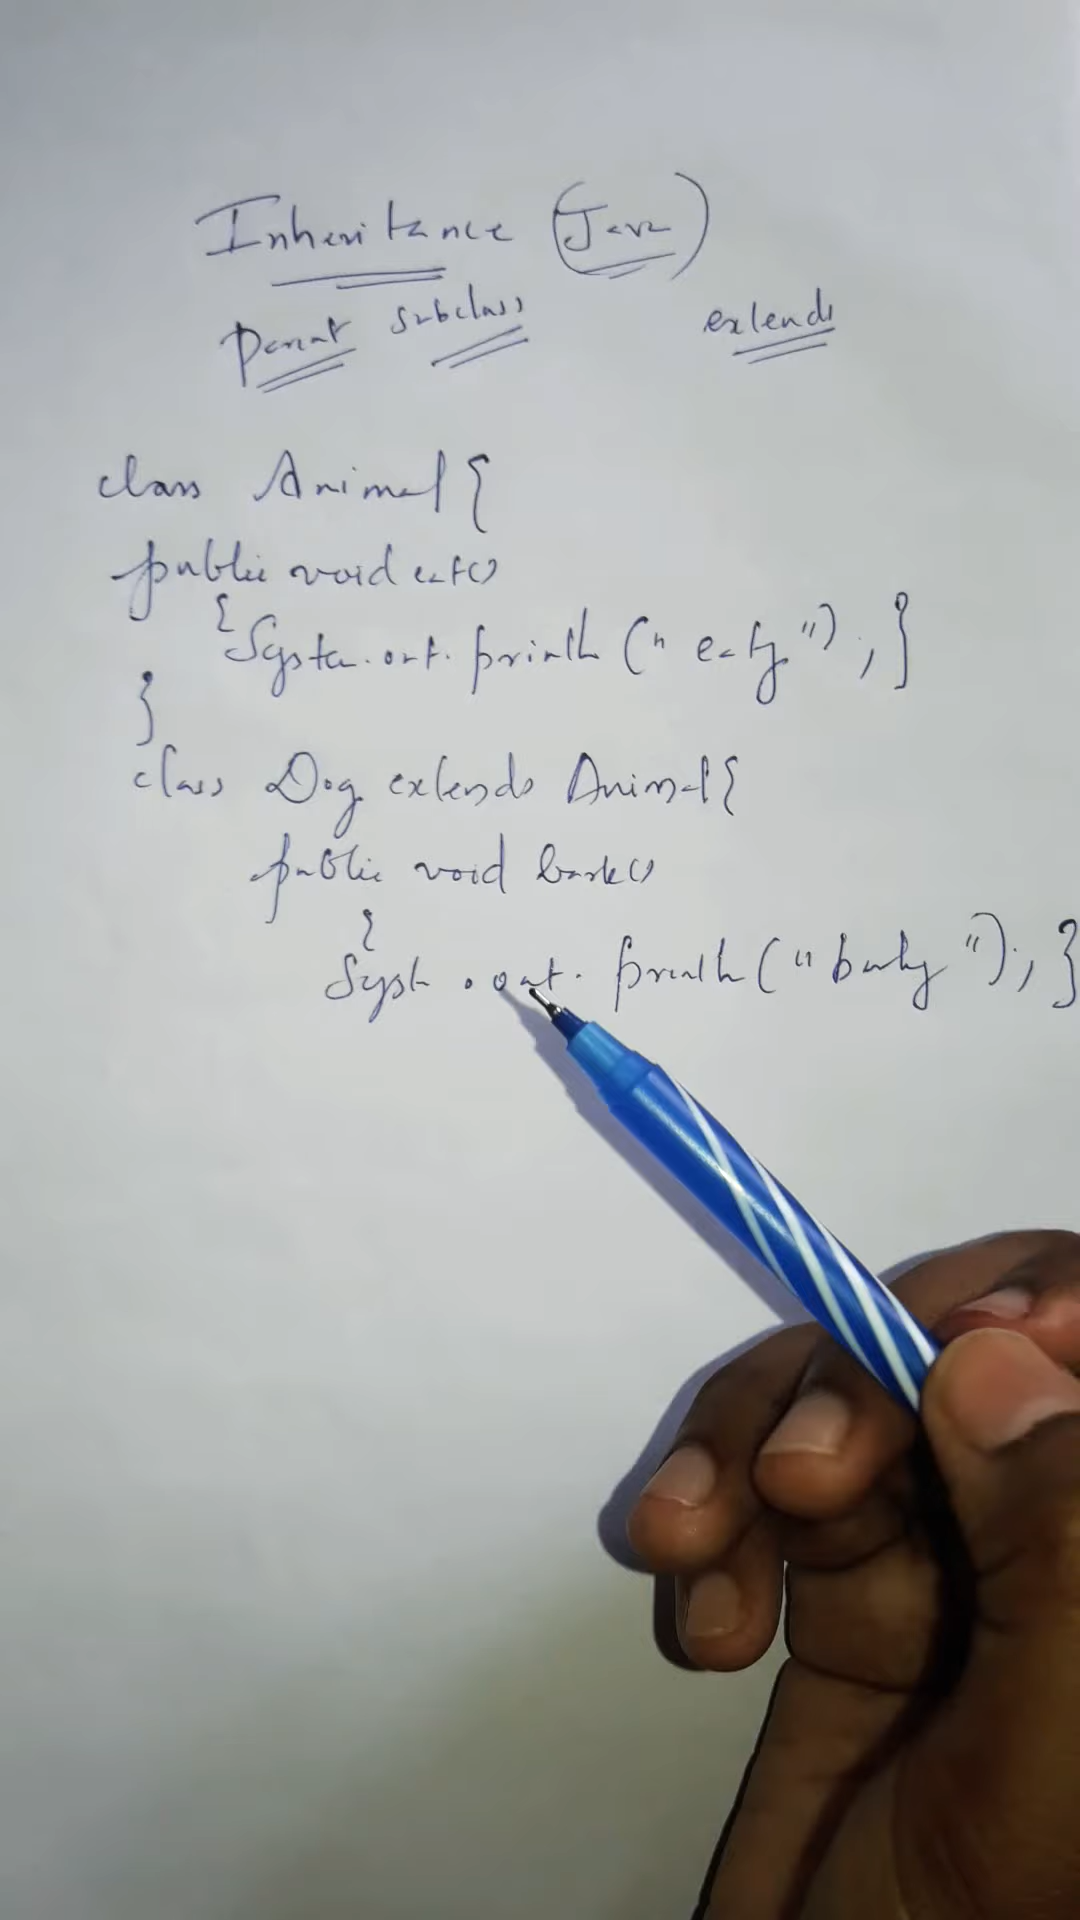 Inheritance (Java)
Parent subclass extends
class Animal {
public void eat()
{ System.out.println (" eating "); }
}
class Dog extends Animal {
public void bark()
{
System.out.println (" barking "); }